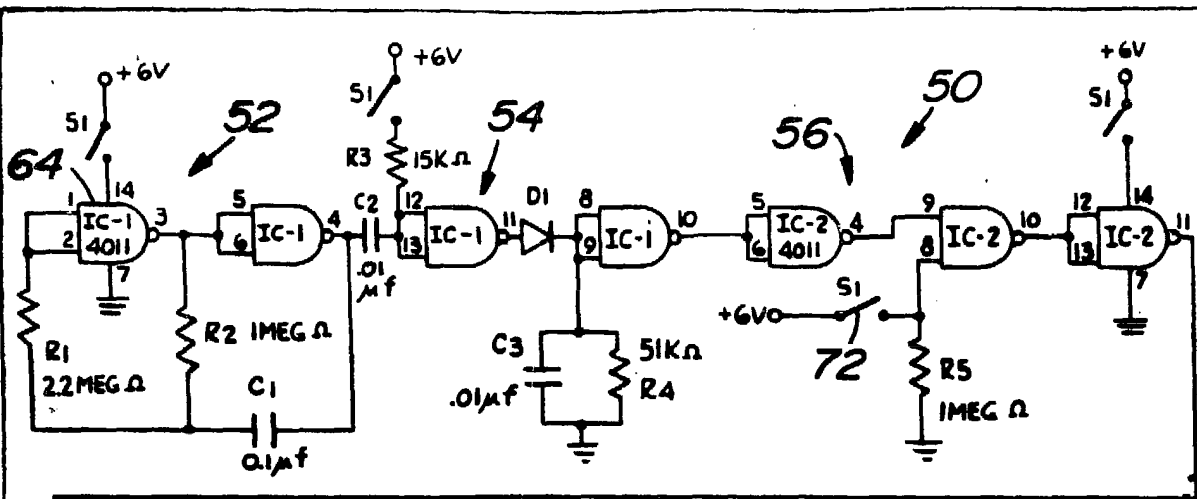 +6V
+6V
+6V
S1
S1
S1
52
54
56
50
64
14
R3
15KΩ
14
1
2
IC-1
4011
3
7
5
6
IC-1
4
C2
.01
μf
12
13
IC-1
11
D1
8
9
IC-1
10
5
6
IC-2
4011
4
9
8
IC-2
10
12
13
IC-2
11
7
R1
2.2MEGΩ
R2 1MEG Ω
C1
0.1μf
C3
.01μf
51KΩ
R4
+6V
S1
72
R5
1MEG Ω